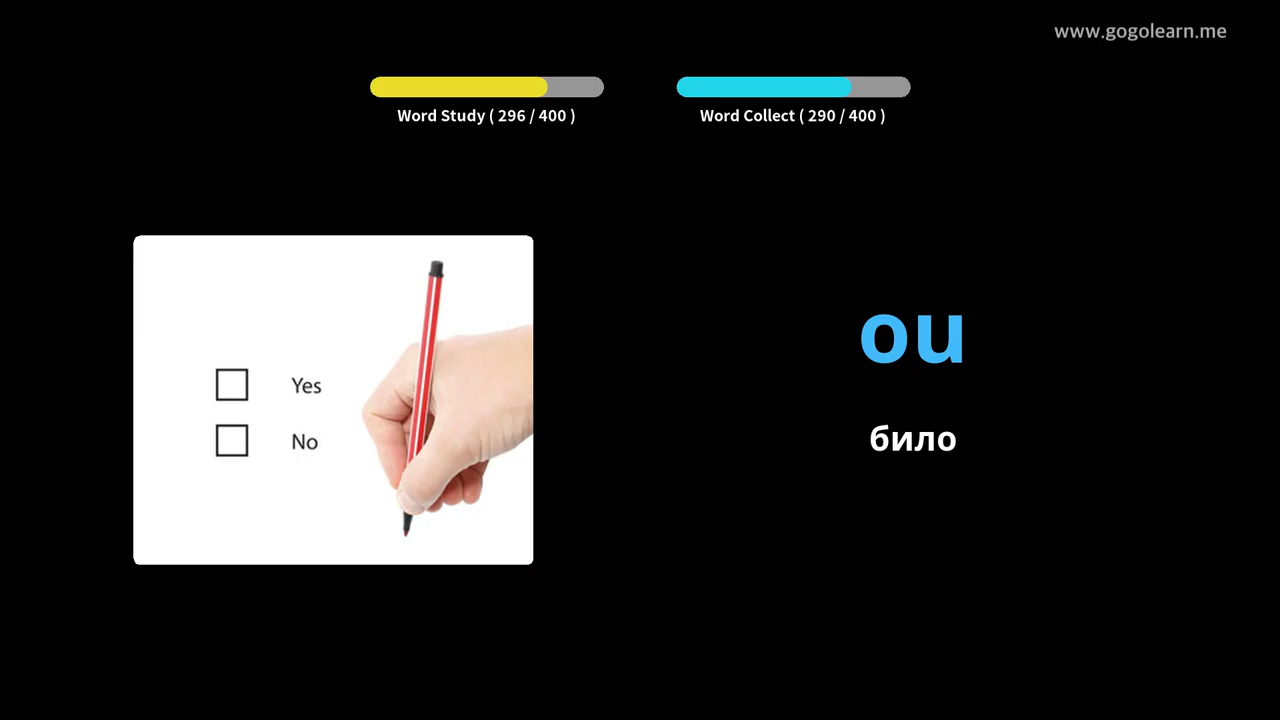 www.gogolearn.me
Word Study ( 296 / 400 )
Word Collect ( 290 / 400 )
Yes
No
ou
било